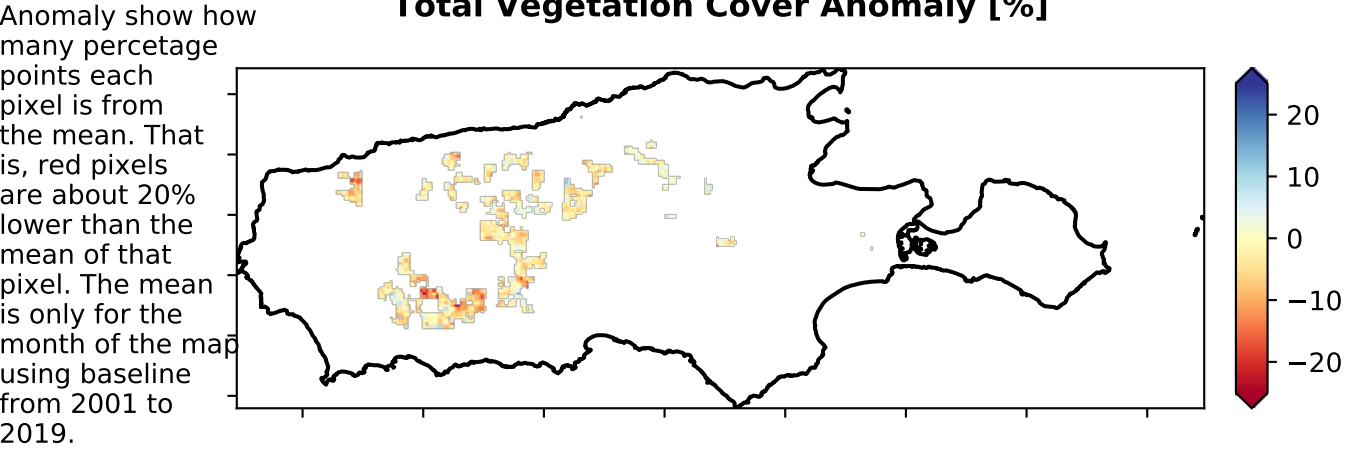 Total Vegetation Cover Anomaly [%]
Anomaly show how
many percetage
points each
pixel is from
the mean. That
is, red pixels
are about 20%
lower than the
mean of that
pixel. The mean
is only for the
month of the map
using baseline
from 2001 to
2019.
20
10
0
−10
−20